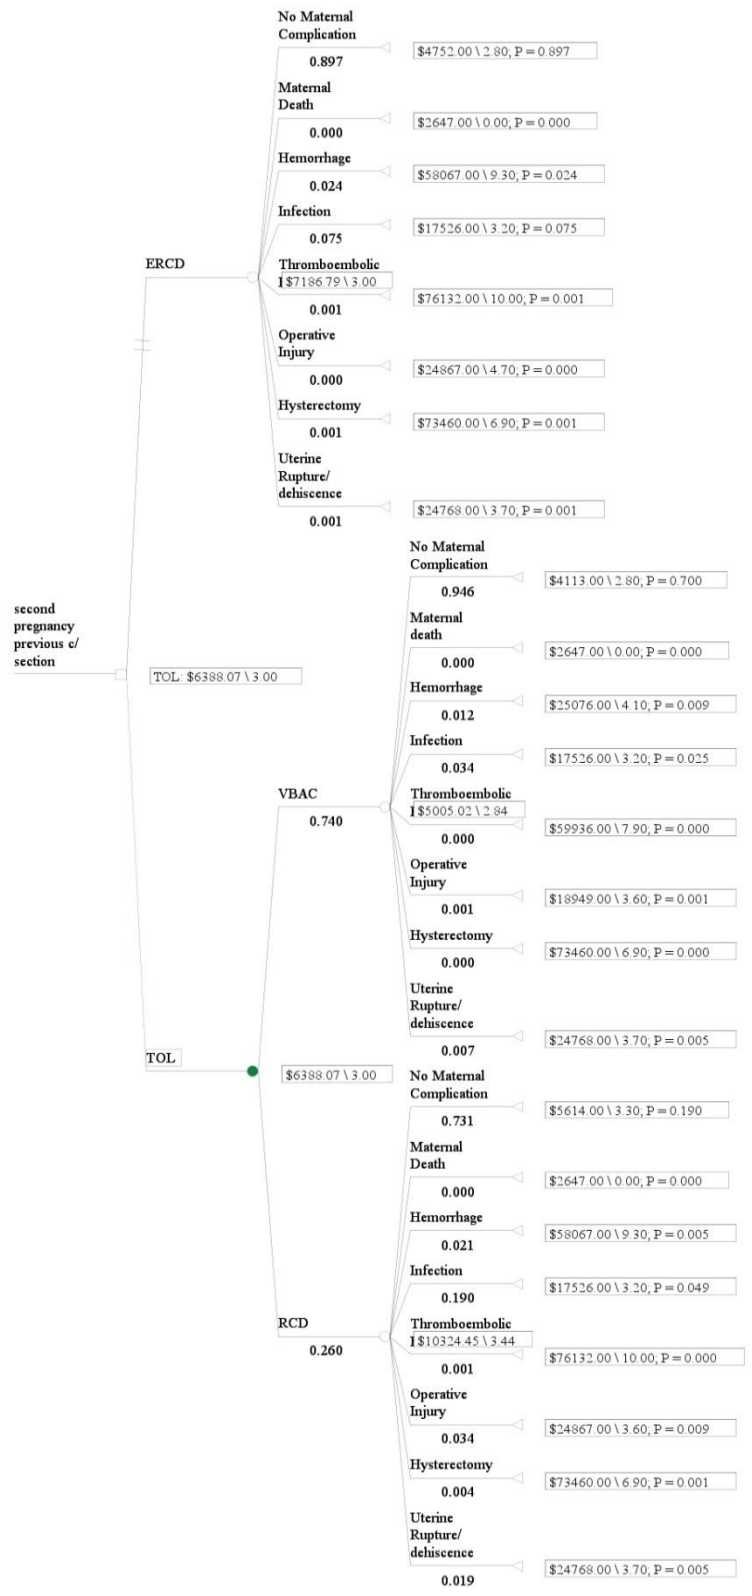 No Maternal
Complication
0.897
$4752.00 \ 2.80; P = 0.897
Maternal
Death
0.000
$2647.00 \ 0.00; P = 0.000
Hemorrhage
0.024
$58067.00 \ 9.30; P = 0.024
Infection
0.075
$17526.00 \ 3.20; P = 0.075
ERCD
Thromboembolic
$7186.79 \ 3.00
0.001
$76132.00 \ 10.00; P = 0.001
Operative
Injury
0.000
$24867.00 \ 4.70; P = 0.000
Hysterectomy
0.001
$73460.00 \ 6.90; P = 0.001
Uterine
Rupture/
dehiscence
0.001
$24768.00 \ 3.70; P = 0.001
second
pregnancy
previous c/
section
TOL: $6388.07 \ 3.00
No Maternal
Complication
0.946
$4113.00 \ 2.80; P = 0.700
Maternal
death
0.000
$2647.00 \ 0.00; P = 0.000
Hemorrhage
0.012
$25076.00 \ 4.10; P = 0.009
Infection
0.034
$17526.00 \ 3.20; P = 0.025
VBAC
0.740
Thromboembolic
$5005.02 \ 2.84
0.000
$59936.00 \ 7.90; P = 0.000
Operative
Injury
0.001
$18949.00 \ 3.60; P = 0.001
Hysterectomy
0.000
$73460.00 \ 6.90; P = 0.000
Uterine
Rupture/
dehiscence
0.007
$24768.00 \ 3.70; P = 0.005
TOL
$6388.07 \ 3.00
No Maternal
Complication
0.731
$5614.00 \ 3.30; P = 0.190
Maternal
Death
0.000
$2647.00 \ 0.00; P = 0.000
Hemorrhage
0.021
$58067.00 \ 9.30; P = 0.005
Infection
0.190
$17526.00 \ 3.20; P = 0.049
RCD
0.260
Thromboembolic
$10324.45 \ 3.44
0.001
$76132.00 \ 10.00; P = 0.000
Operative
Injury
0.034
$24867.00 \ 3.60; P = 0.009
Hysterectomy
0.004
$73460.00 \ 6.90; P = 0.001
Uterine
Rupture/
dehiscence
0.019
$24768.00 \ 3.70; P = 0.005